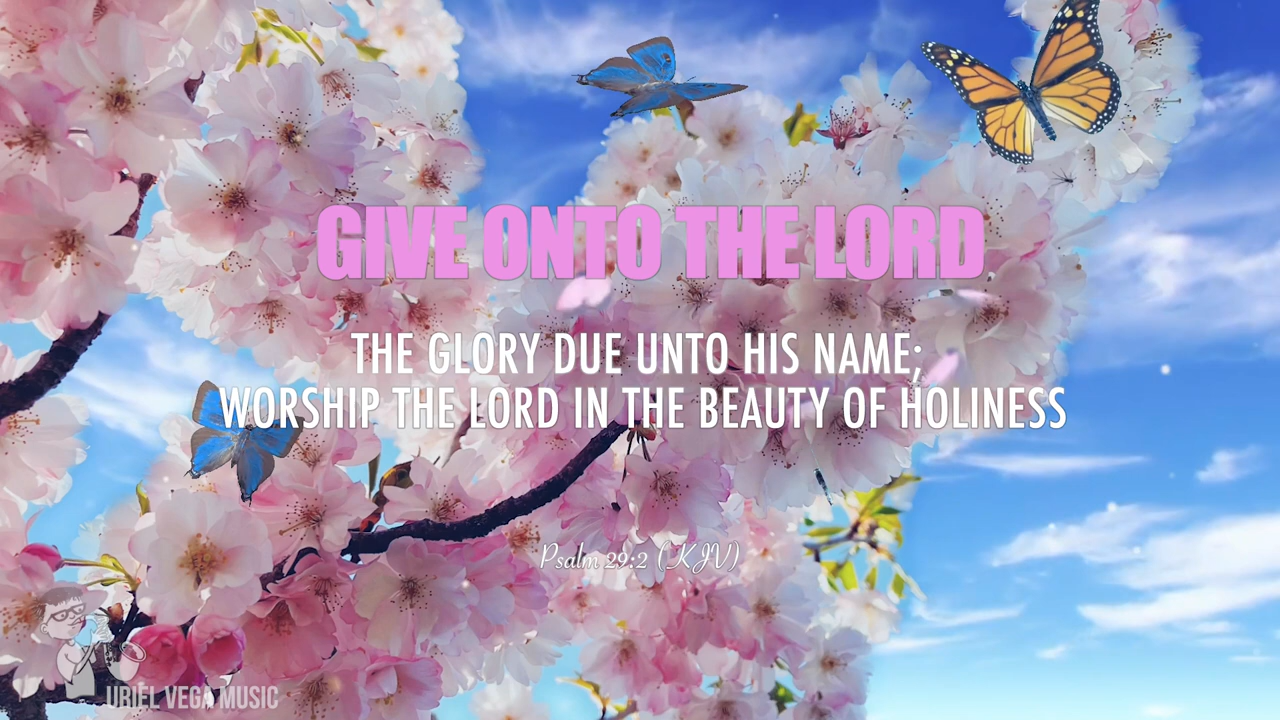 GIVE ONTO THE LORD
THE GLORY DUE UNTO HIS NAME;
WORSHIP THE LORD IN THE BEAUTY OF HOLINESS
Psalm 29:2 (KJV)
URIEL VEGA MUSIC